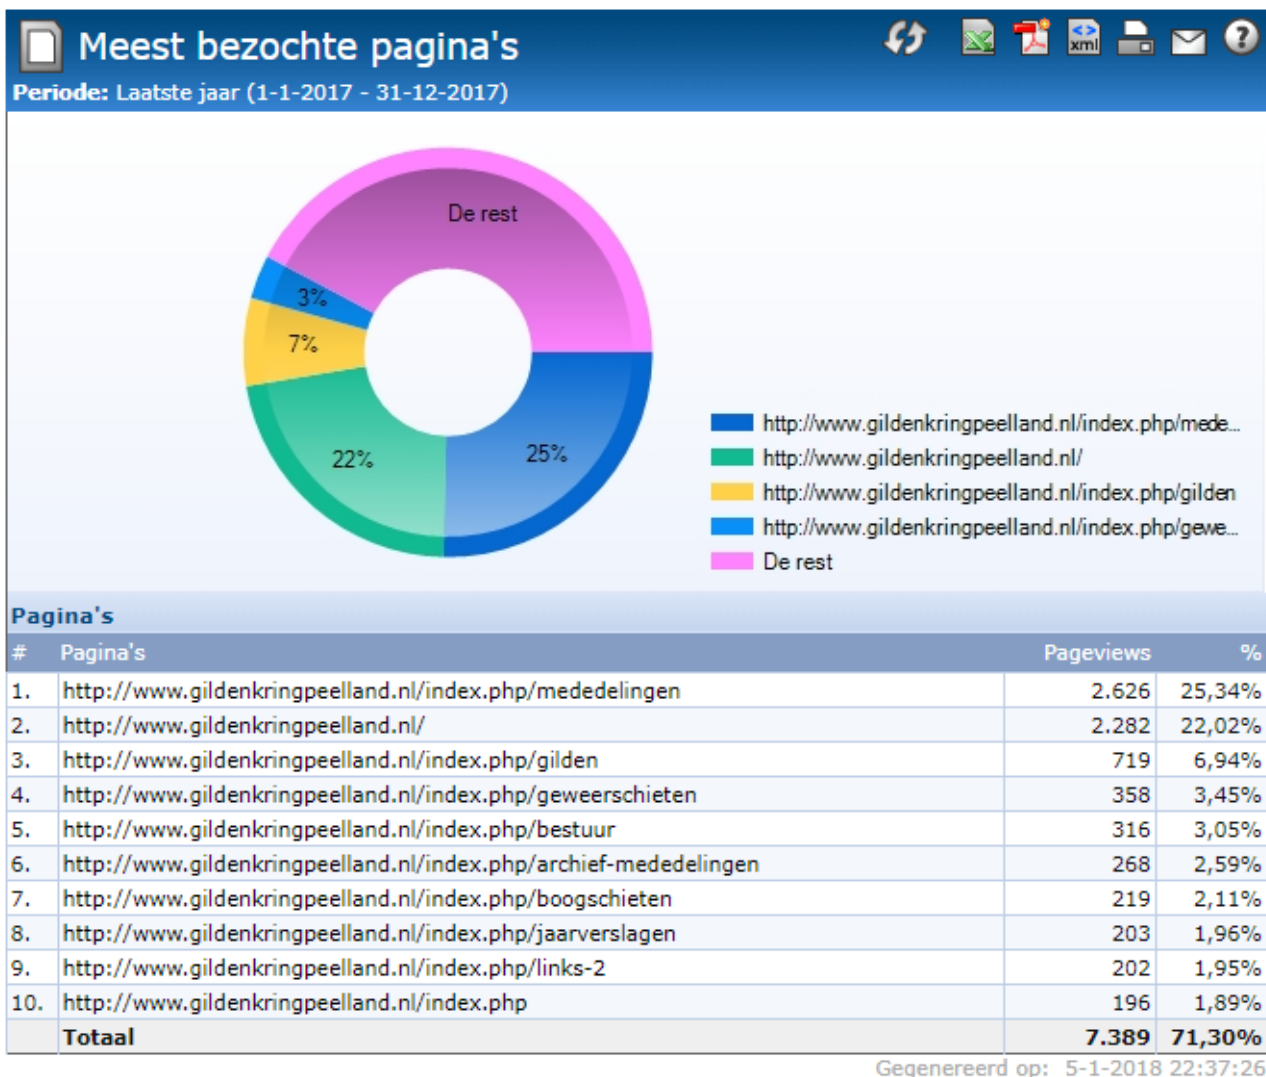 Meest bezochte pagina's
xml
?
Periode: Laatste jaar (1-1-2017 - 31-12-2017)
De rest
3%
7%
22%
25%
http://www.gildenkringpeelland.nl/index.php/mede...
http://www.gildenkringpeelland.nl/
http://www.gildenkringpeelland.nl/index.php/gilden
http://www.gildenkringpeelland.nl/index.php/gewe...
De rest
Pagina's
# Pagina's Pageviews %
1. http://www.gildenkringpeelland.nl/index.php/mededelingen 2.626 25,34%
2. http://www.gildenkringpeelland.nl/ 2.282 22,02%
3. http://www.gildenkringpeelland.nl/index.php/gilden 719 6,94%
4. http://www.gildenkringpeelland.nl/index.php/geweerschieten 358 3,45%
5. http://www.gildenkringpeelland.nl/index.php/bestuur 316 3,05%
6. http://www.gildenkringpeelland.nl/index.php/archief-mededelingen 268 2,59%
7. http://www.gildenkringpeelland.nl/index.php/boogschieten 219 2,11%
8. http://www.gildenkringpeelland.nl/index.php/jaarverslagen 203 1,96%
9. http://www.gildenkringpeelland.nl/index.php/links-2 202 1,95%
10. http://www.gildenkringpeelland.nl/index.php 196 1,89%
Totaal 7.389 71,30%
Gegenereerd op: 5-1-2018 22:37:26